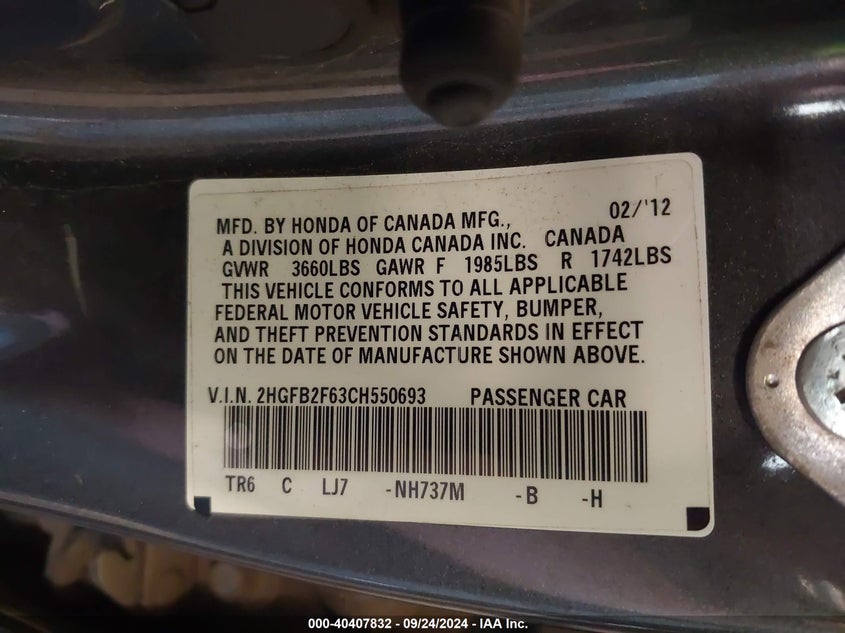 MFD. BY HONDA OF CANADA MFG., 02/'12
A DIVISION OF HONDA CANADA INC. CANADA
GVWR 3660LBS GAWR F 1985LBS R 1742LBS
THIS VEHICLE CONFORMS TO ALL APPLICABLE
FEDERAL MOTOR VEHICLE SAFETY, BUMPER,
AND THEFT PREVENTION STANDARDS IN EFFECT
ON THE DATE OF MANUFACTURE SHOWN ABOVE.
V.I.N. 2HGFB2F63CH550693 PASSENGER CAR
TR6 C LJ7 -NH737M -B -H
000-40407832 - 09/24/2024 - IAA Inc.